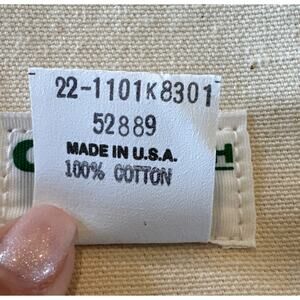 22-1101K8301
52889
MADE IN U.S.A.
100% COTTON